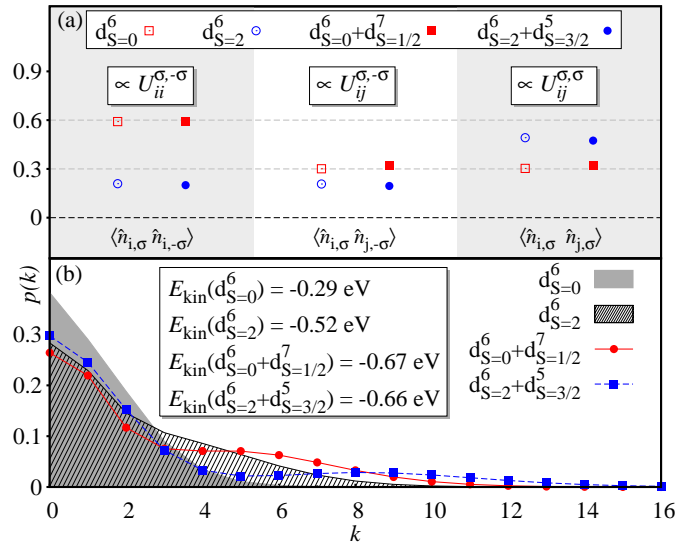 (a)
d⁶S=0 d⁶S=2 d⁶S=0+d⁷S=1/2 d⁶S=2+d⁵S=3/2
∝ Uiiσ,-σ ∝ Uijσ,-σ ∝ Uijσ,σ
0.9
0.6
0.3
0
⟨n̂i,σ n̂i,-σ⟩ ⟨n̂i,σ n̂j,-σ⟩ ⟨n̂i,σ n̂j,σ⟩
(b)
p(k)
Ekin(d⁶S=0) = -0.29 eV
Ekin(d⁶S=2) = -0.52 eV
Ekin(d⁶S=0+d⁷S=1/2) = -0.67 eV
Ekin(d⁶S=2+d⁵S=3/2) = -0.66 eV
d⁶S=0
d⁶S=2
d⁶S=0+d⁷S=1/2
d⁶S=2+d⁵S=3/2
0.3
0.2
0.1
0
0 2 4 6 8 10 12 14 16
k